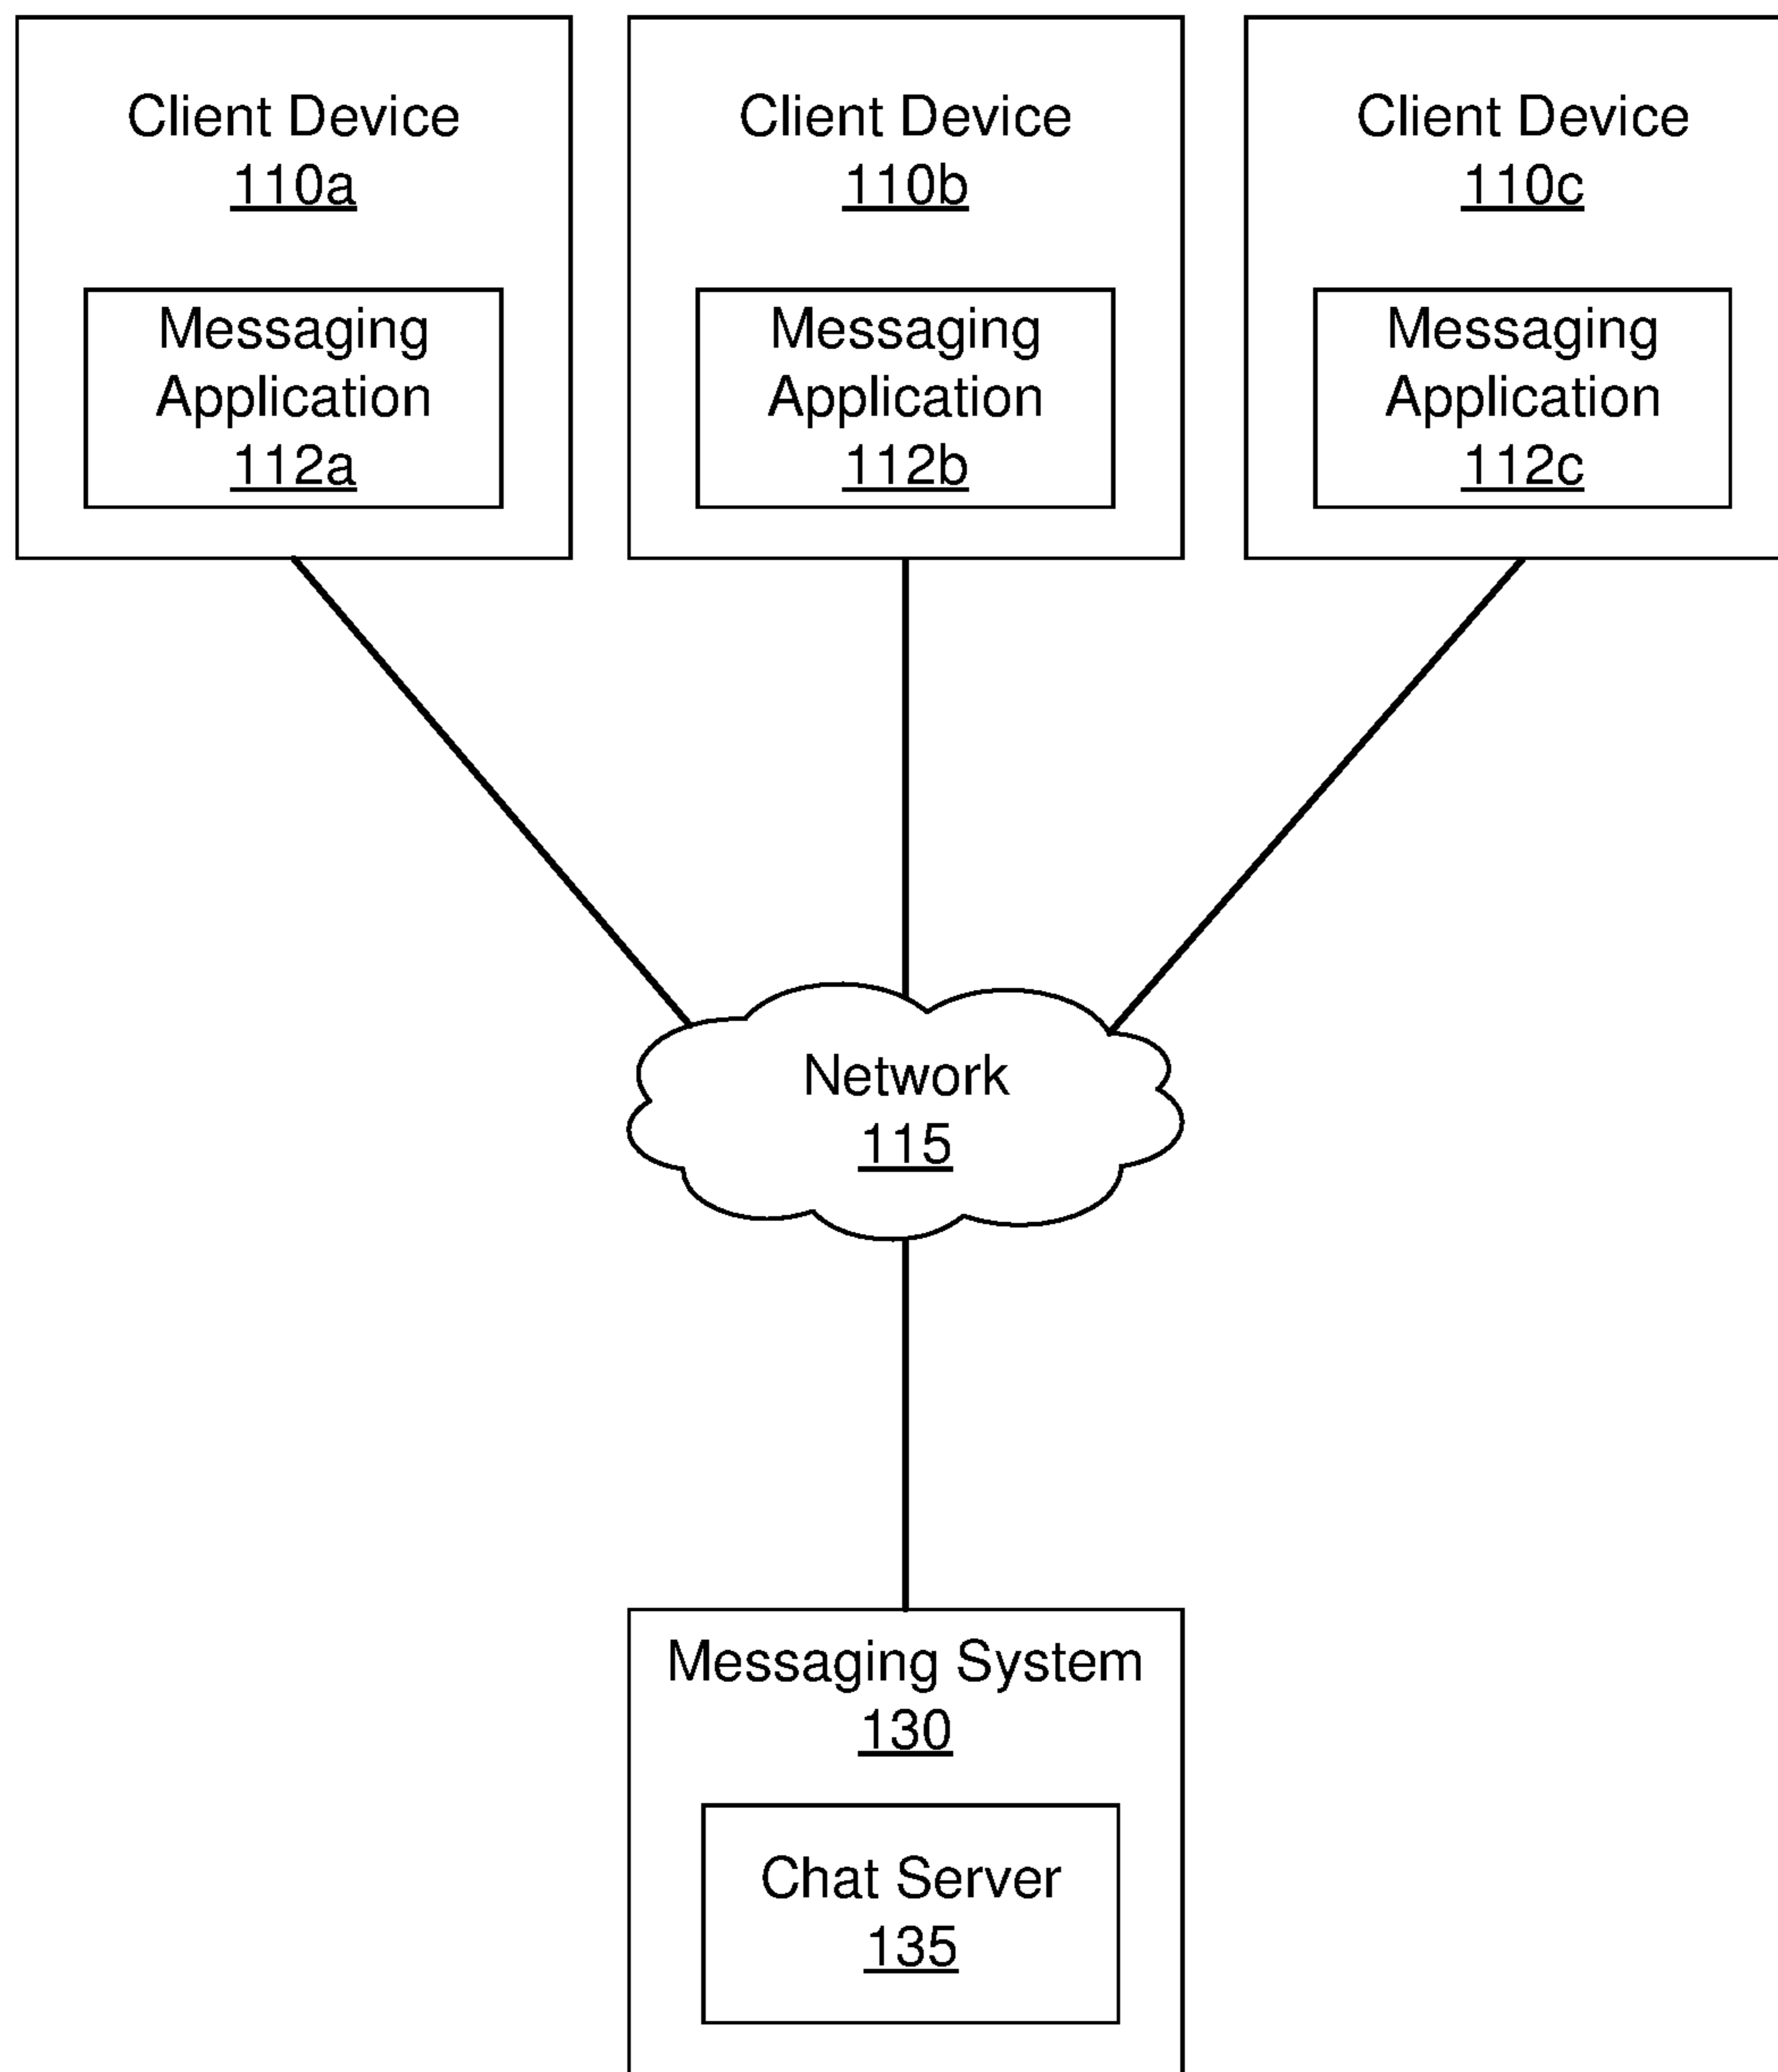 Client Device
110a
Messaging
Application
112a
Client Device
110b
Messaging
Application
112b
Client Device
110c
Messaging
Application
112c
Network
115
Messaging System
130
Chat Server
135